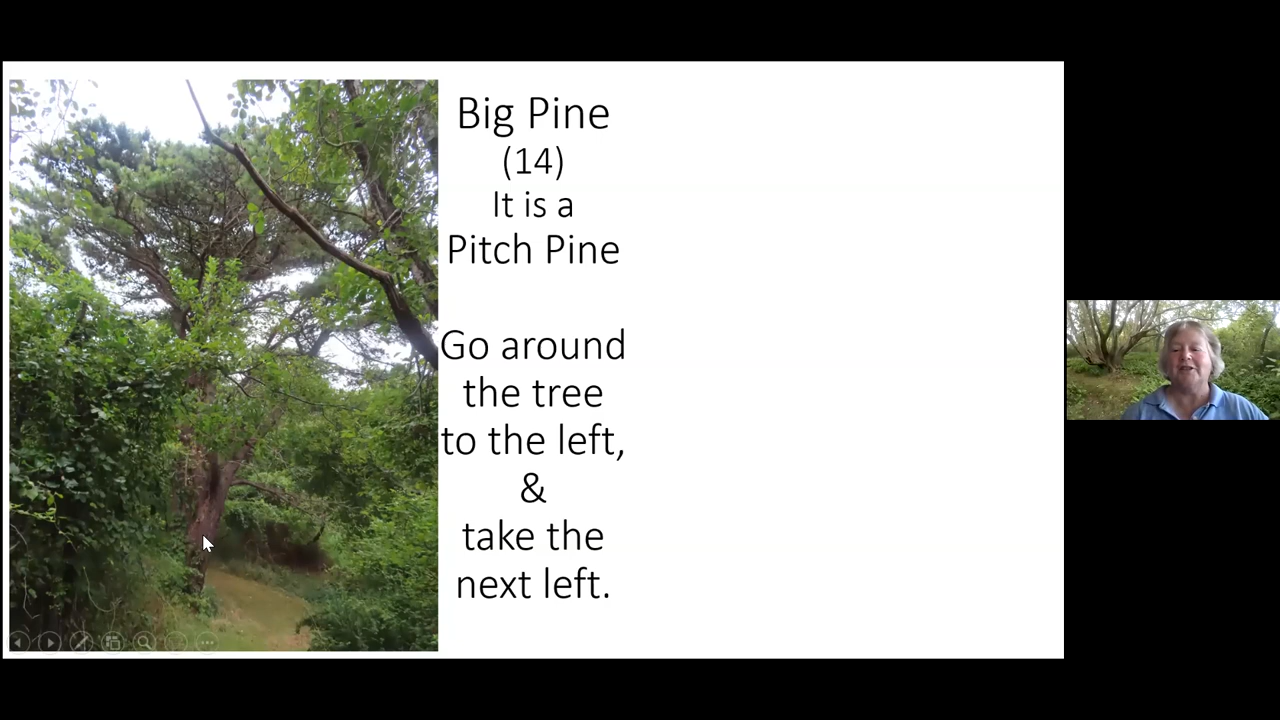 Big Pine
(14)
It is a
Pitch Pine
Go around
the tree
to the left,
&
take the
next left.